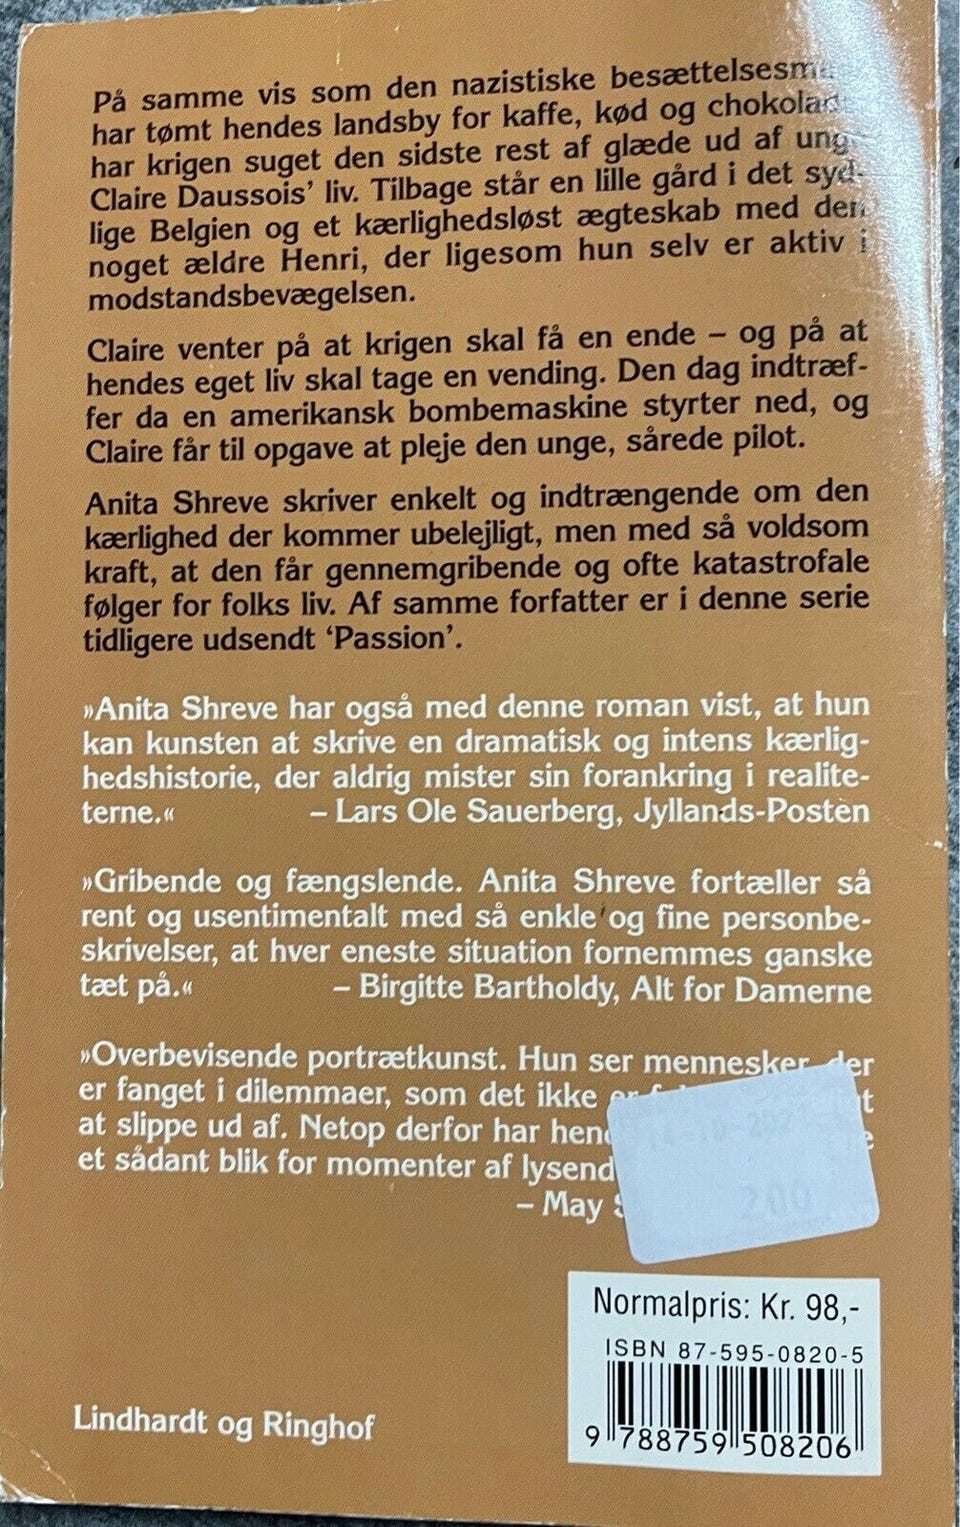 På samme vis som den nazistiske
har tømt hendes landsby for kaffe, kød og
har krigen suget den sidste rest af glæde ud af
Claire Daussois’ liv. Tilbage står en lille gård i det syd-
lige Belgien og et kærlighedsløst ægteskab med den
noget ældre Henri, der ligesom hun selv er aktiv i
modstandsbevægelsen.
Claire venter på at krigen skal få en ende – og på at
hendes eget liv skal tage en vending. Den dag indtræf-
fer da en amerikansk bombemaskine styrter ned, og
Claire får til opgave at pleje den unge, sårede pilot.
Anita Shreve skriver enkelt og indtrængende om den
kærlighed der kommer ubelejligt, men med så voldsom
kraft, at den får gennemgribende og ofte katastrofale
følger for folks liv. Af samme forfatter er i denne serie
tidligere udsendt ‘Passion’.
»Anita Shreve har også med denne roman vist, at hun
kan kunsten at skrive en dramatisk og intens kærlig-
hedshistorie, der aldrig mister sin forankring i realite-
terne.« – Lars Ole Sauerberg, Jyllands-Posten
»Gribende og fængslende. Anita Shreve fortæller så
rent og usentimentalt med så enkle og fine personbe-
skrivelser, at hver eneste situation fornemmes ganske
tæt på.« – Birgitte Bartholdy, Alt for Damerne
»Overbevisende portrætkunst. Hun ser mennesker, der
er fanget i dilemmaer, som det ikke
at slippe ud af. Netop derfor har
et sådant blik for momenter af
– May
200
Normalpris: Kr. 98,-
ISBN 87-595-0820-5
9 788759 508206
Lindhardt og Ringhof